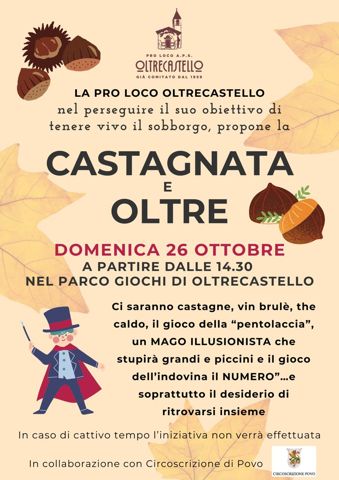 PRO LOCO A.P.S.
OLTRECASTELLO
GIÀ COMITATO DAL 1959
LA PRO LOCO OLTRECASTELLO
nel perseguire il suo obiettivo di
tenere vivo il sobborgo, propone la
CASTAGNATA
E
OLTRE
DOMENICA 26 OTTOBRE
A PARTIRE DALLE 14.30
NEL PARCO GIOCHI DI OLTRECASTELLO
Ci saranno castagne, vin brulè, the
caldo, il gioco della “pentolaccia”,
un MAGO ILLUSIONISTA che
stupirà grandi e piccini e il gioco
dell'indovina il NUMERO”...e
soprattutto il desiderio di
ritrovarsi insieme
In caso di cattivo tempo l'iniziativa non verrà effettuata
In collaborazione con Circoscrizione di Povo
CIRCOSCRIZIONE POVO